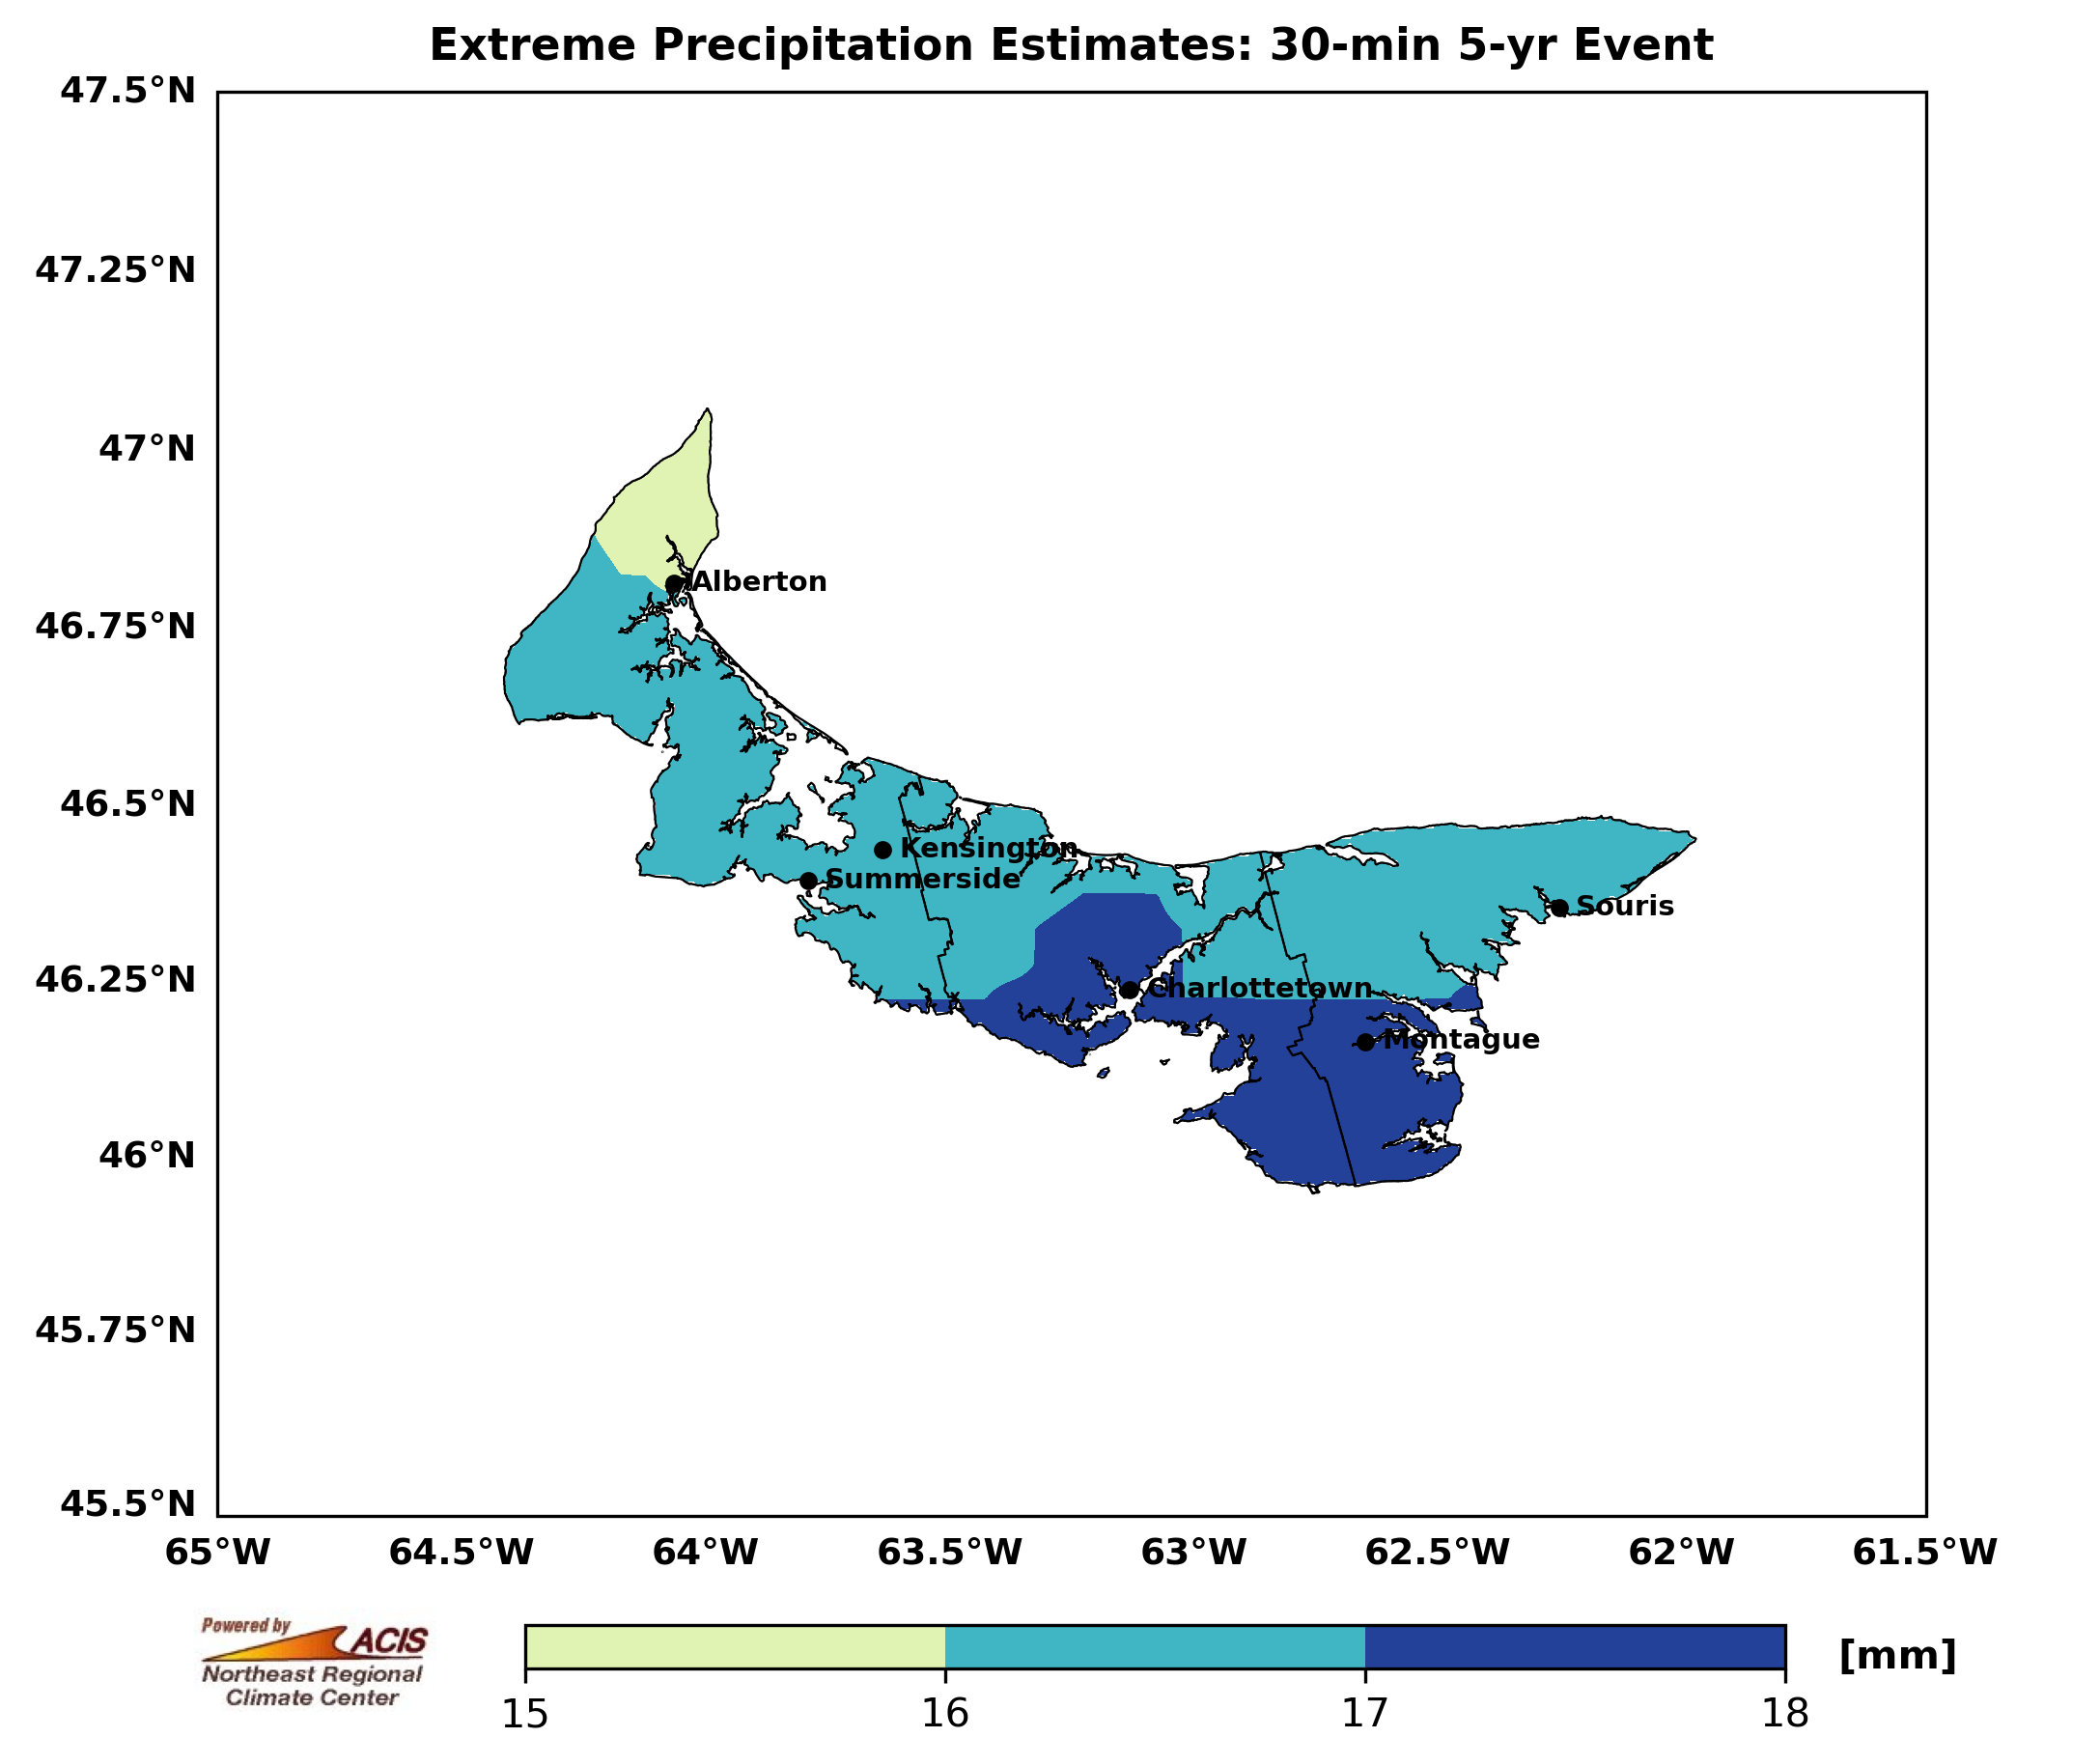 Extreme Precipitation Estimates: 30-min 5-yr Event
47.5°N
47.25°N
47°N
46.75°N
46.5°N
46.25°N
46°N
45.75°N
45.5°N
Alberton
Kensington
Summerside
Souris
Charlottetown
Montague
65°W 64.5°W 64°W 63.5°W 63°W 62.5°W 62°W 61.5°W
Powered by
ACIS
Northeast Regional
Climate Center
[mm]
15 16 17 18